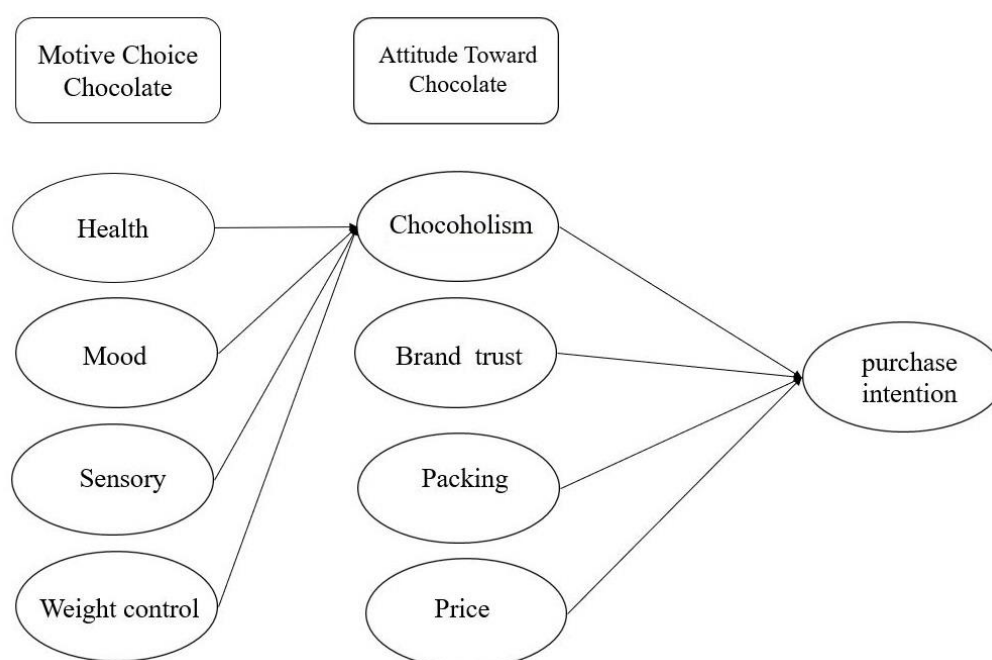 Motive Choice
Chocolate
Attitude Toward
Chocolate
Health
Chocoholism
Mood
Brand trust
purchase
intention
Sensory
Packing
Weight control
Price